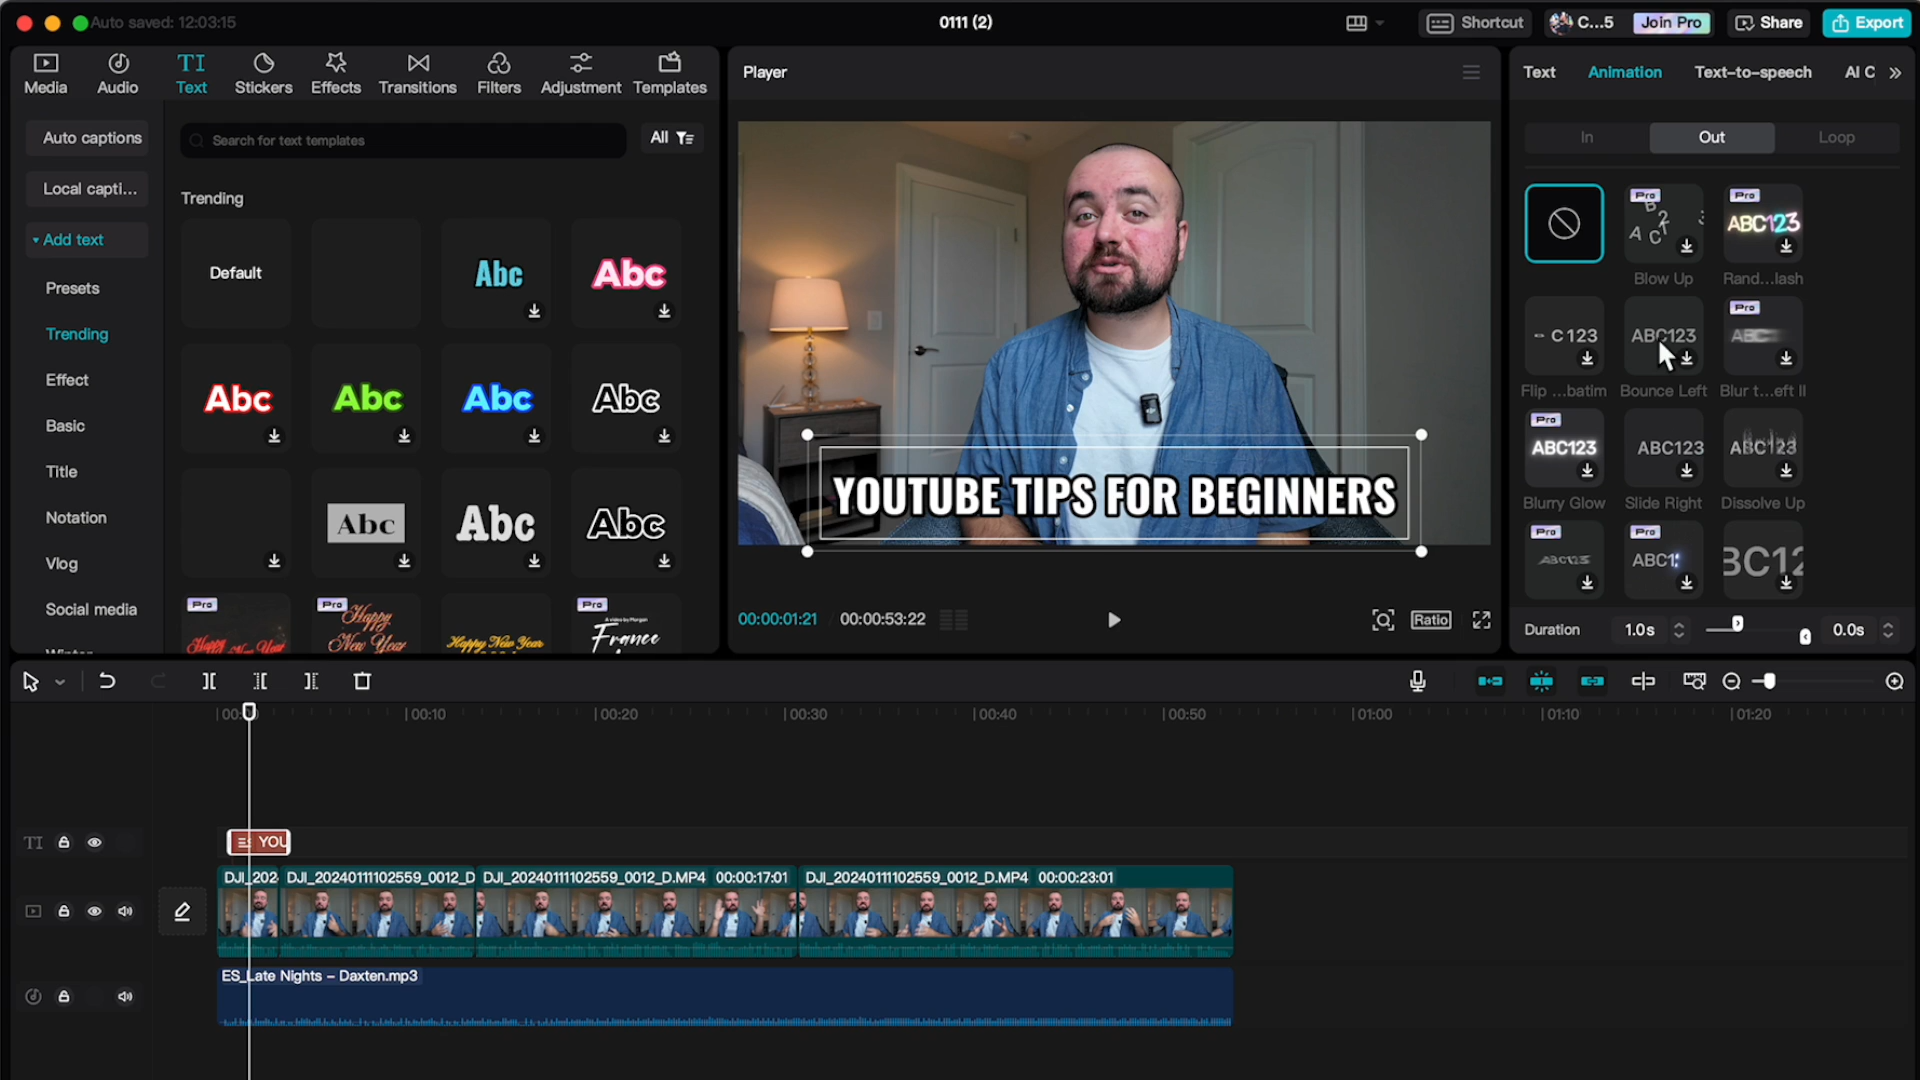 Auto saved: 12:03:15
0111 (2)
Shortcut
C...5
Join Pro
Share
Export
Media
Audio
TI
Text
Stickers
Effects
Transitions
Filters
Adjustment
Templates
Auto captions
Local capti...
Add text
Presets
Trending
Effect
Basic
Title
Notation
Vlog
Social media
Search for text templates
All
Trending
Default
Abc
Abc
Abc
Abc
Abc
Abc
Abc
Abc
Abc
Pro
Happy New Year
Pro
Happy New Year
Happy New Year
Pro
France
Player
YOUTUBE TIPS FOR BEGINNERS
00:00:01:21
00:00:53:22
Ratio
Text
Animation
Text-to-speech
AI C
In
Out
Loop
Pro
Blow Up
Pro
ABC123
Rand...lash
C 123
Flip ...batim
ABC123
Bounce Left
Pro
ABC
Blur t...eft II
Pro
ABC123
Blurry Glow
ABC123
Slide Right
ABC123
Dissolve Up
Pro
ABC123
Pro
ABC1
BC12
Duration
1.0s
0.0s
00:00
00:10
00:20
00:30
00:40
00:50
01:00
01:10
01:20
TI
YOU
DJI_202
DJI_20240111102559_0012_D
DJI_20240111102559_0012_D.MP4 00:00:17:01
DJI_20240111102559_0012_D.MP4 00:00:23:01
ES_Late Nights – Daxten.mp3